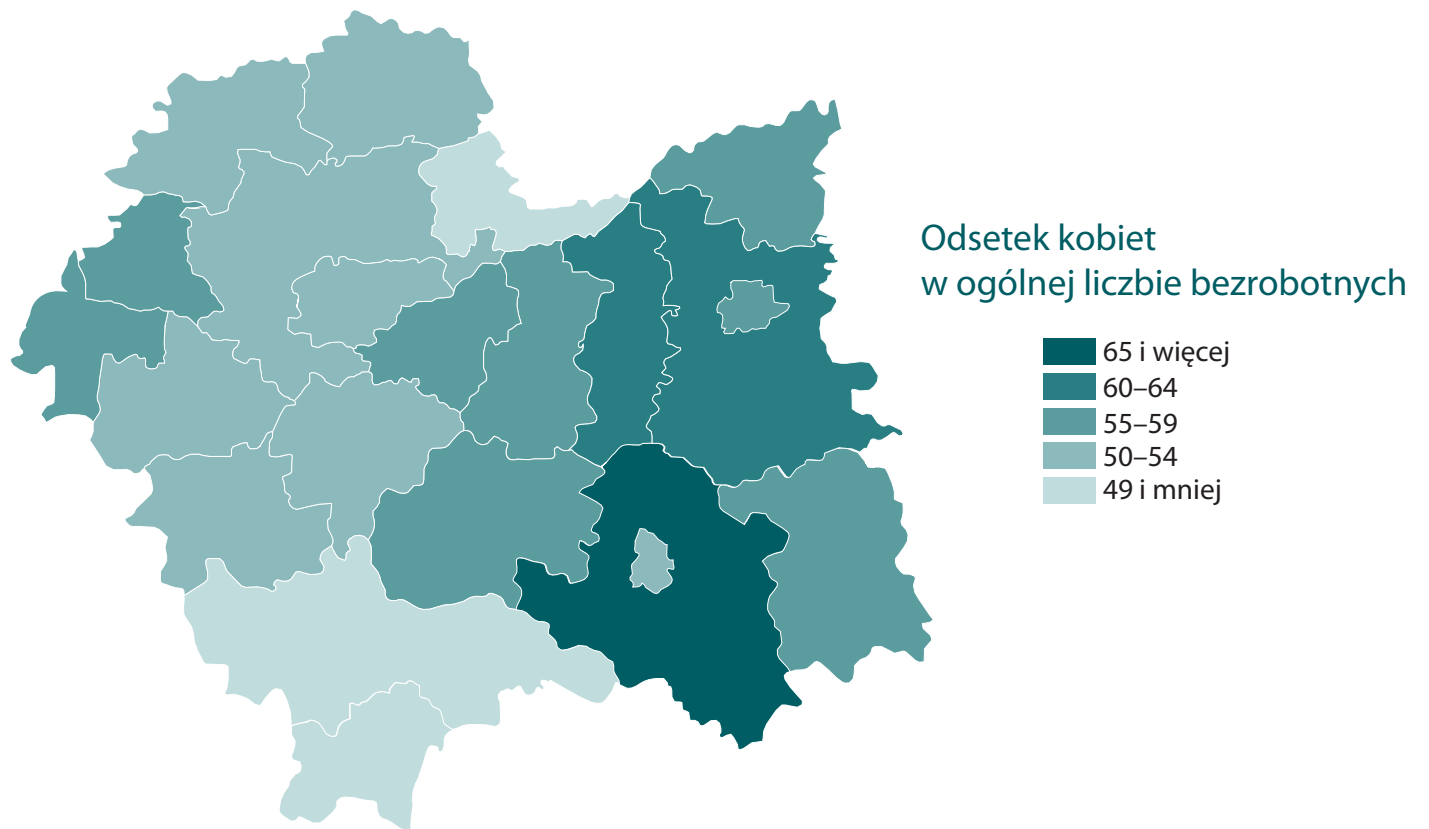 Odsetek kobiet
w ogólnej liczbie bezrobotnych
65 i więcej
60–64
55–59
50–54
49 i mniej